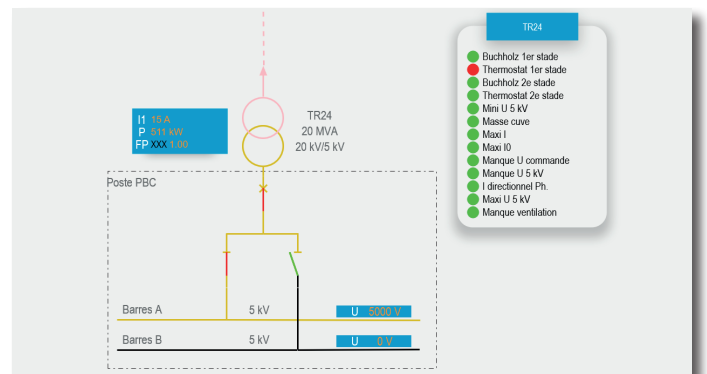 TR24
Buchholz 1er stade
Thermostat 1er stade
Buchholz 2e stade
Thermostat 2e stade
Mini U 5 kV
Masse cuve
Maxi I
Maxi I0
Manque U commande
Manque U 5 kV
I directionnel Ph.
Maxi U 5 kV
Manque ventilation
I1 15 A
P 511 kW
FP XXX 1.00
TR24
20 MVA
20 kV/5 kV
Poste PBC
Barres A 5 kV U 5000 V
Barres B 5 kV U 0 V